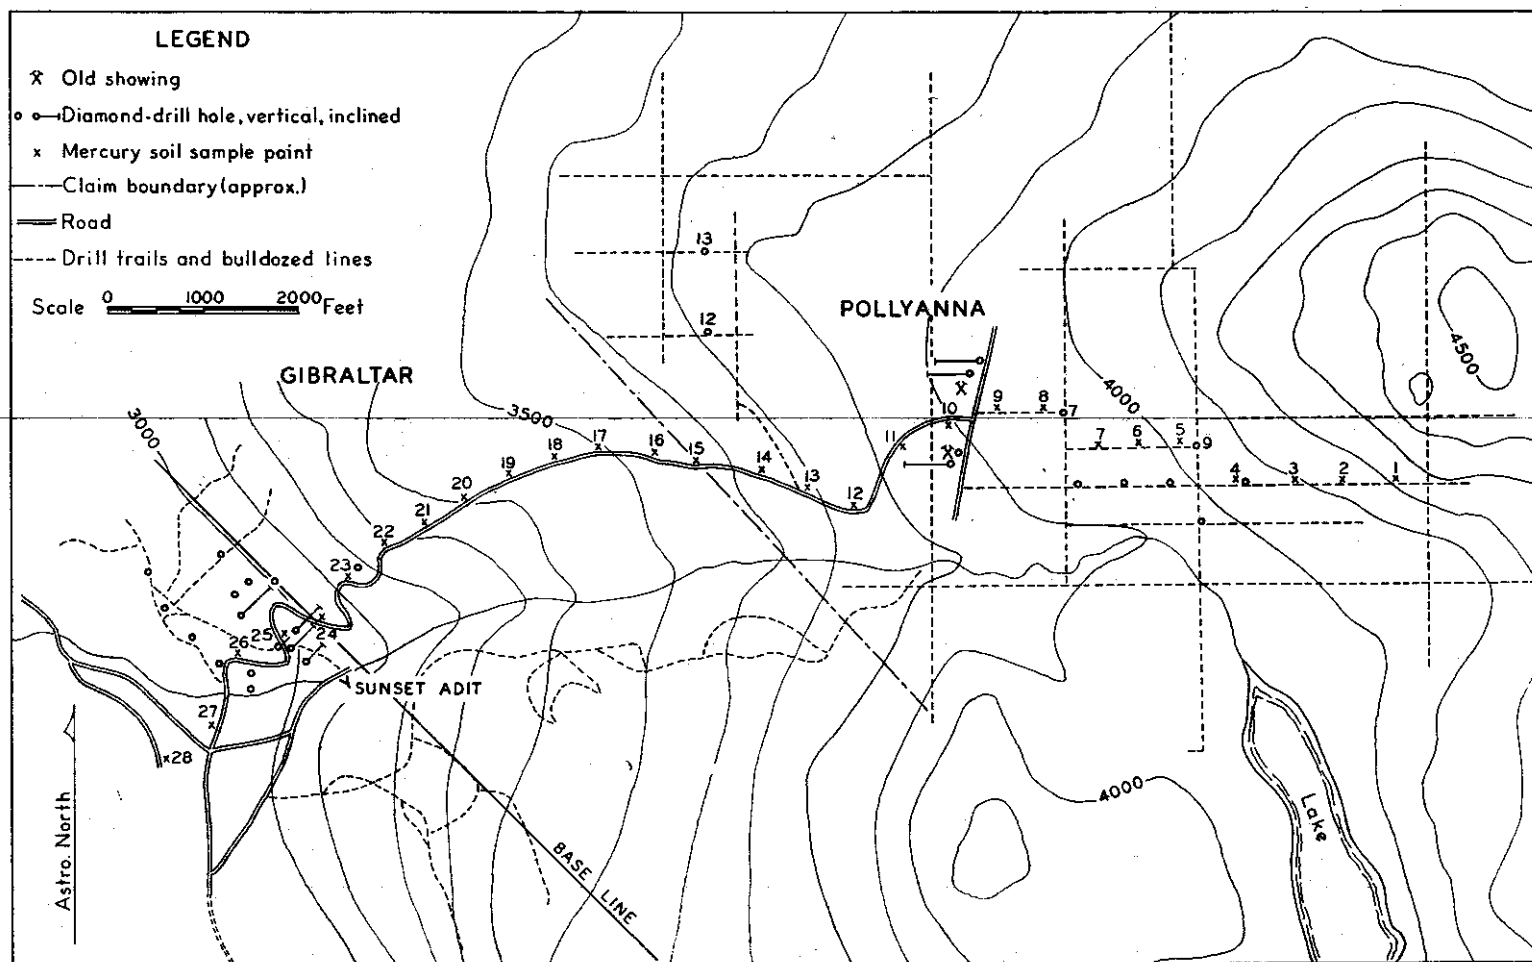 LEGEND
Old showing
Diamond-drill hole, vertical, inclined
Mercury soil sample point
Claim boundary (approx.)
Road
Drill trails and bulldozed lines
Scale 0 1000 2000 Feet
13
12
POLLYANNA
GIBRALTAR
4500
4000
3500
3000
9
8
7
10
11
7
6
5
9
4
3
2
1
17
16
15
14
13
12
18
19
20
21
22
23
24
25
26
27
28
SUNSET ADIT
BASE LINE
4000
Lake
Astro. North